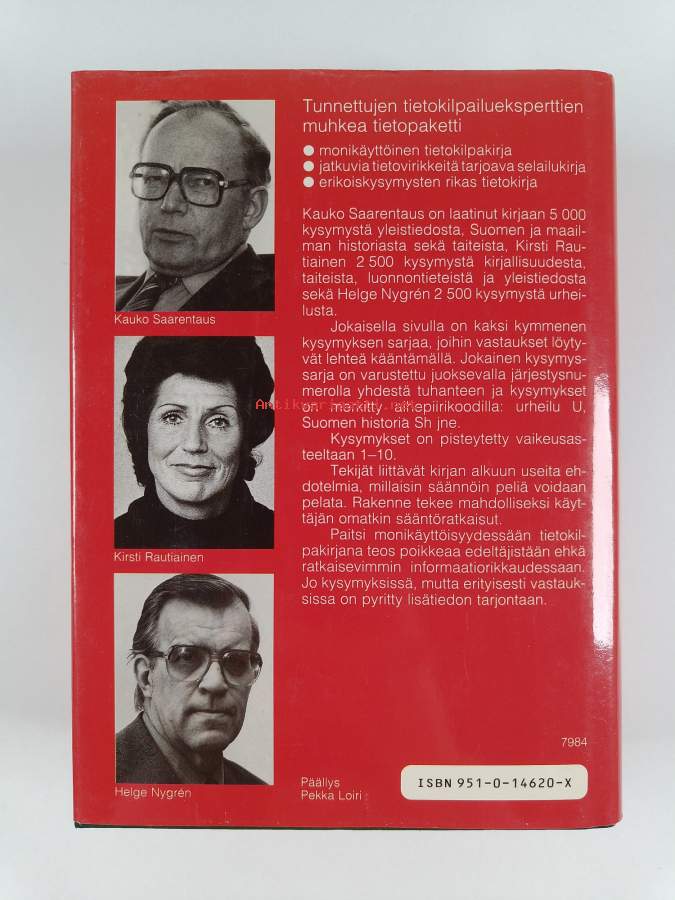 Tunnettujen tietokilpailueksperttien
muhkea tietopaketti
● monikäyttöinen tietokilpakirja
● jatkuvia tietovirikkeitä tarjoava selailukirja
● erikoiskysymysten rikas tietokirja
Kauko Saarentaus on laatinut kirjaan 5 000
kysymystä yleistiedosta, Suomen ja maail-
man historiasta sekä taiteista, Kirsti Rau-
tiainen 2 500 kysymystä kirjallisuudesta,
taiteista, luonnontieteistä ja yleistiedosta
sekä Helge Nygrén 2 500 kysymystä urhei-
lusta.
Jokaisella sivulla on kaksi kymmenen
kysymyksen sarjaa, joihin vastaukset löyty-
vät lehteä kääntämällä. Jokainen kysymys-
sarja on varustettu juoksevalla järjestysnu-
merolla yhdestä tuhanteen ja kysymykset
on merkitty aihepiirikoodilla: urheilu U,
Suomen historia Sh jne.
Kysymykset on pisteytetty vaikeusas-
teeltaan 1–10.
Tekijät liittävät kirjan alkuun useita eh-
dotelmia, millaisin säännöin peliä voidaan
pelata. Rakenne tekee mahdolliseksi käyt-
täjän omatkin sääntöratkaisut.
Paitsi monikäyttöisyydessään tietokil-
pakirjana teos poikkeaa edeltäjistään ehkä
ratkaisevimmin informaatiorikkaudessaan.
Jo kysymyksissä, mutta erityisesti vastauk-
sissa on pyritty lisätiedon tarjontaan.
Kauko Saarentaus
Kirsti Rautiainen
Helge Nygrén
Antikvariaatti.net
7984
Päällys
Pekka Loiri
ISBN 951-0-14620-X